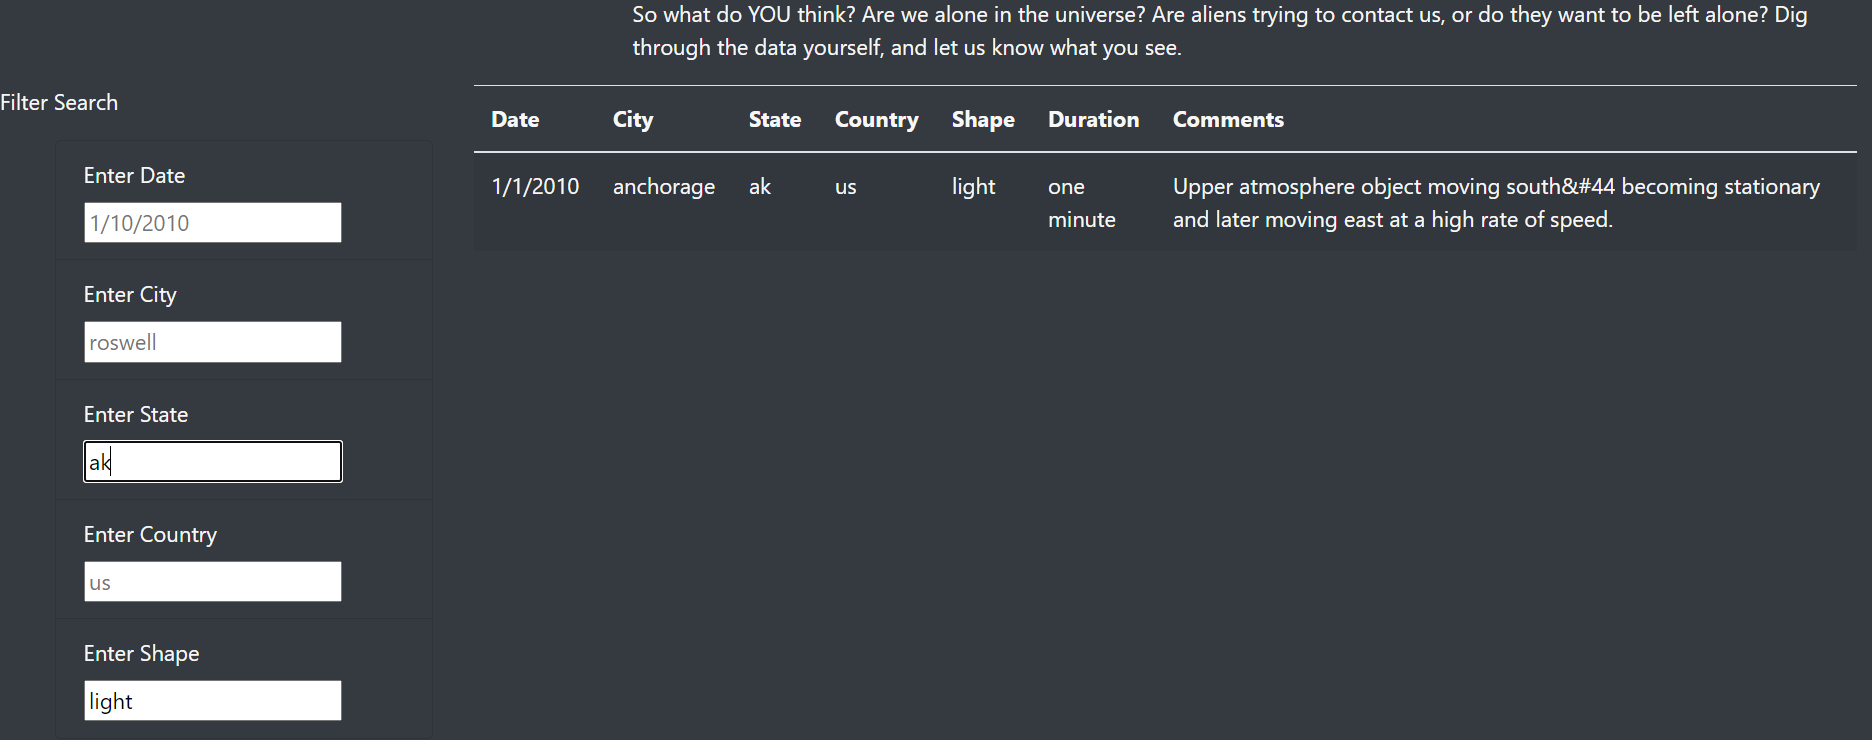 So what do YOU think? Are we alone in the universe? Are aliens trying to contact us, or do they want to be left alone? Dig
through the data yourself, and let us know what you see.
Filter Search
Enter Date
1/10/2010
Enter City
roswell
Enter State
ak
Enter Country
us
Enter Shape
light
Date City State Country Shape Duration Comments
1/1/2010 anchorage ak us light one Upper atmosphere object moving south&#44 becoming stationary
minute and later moving east at a high rate of speed.